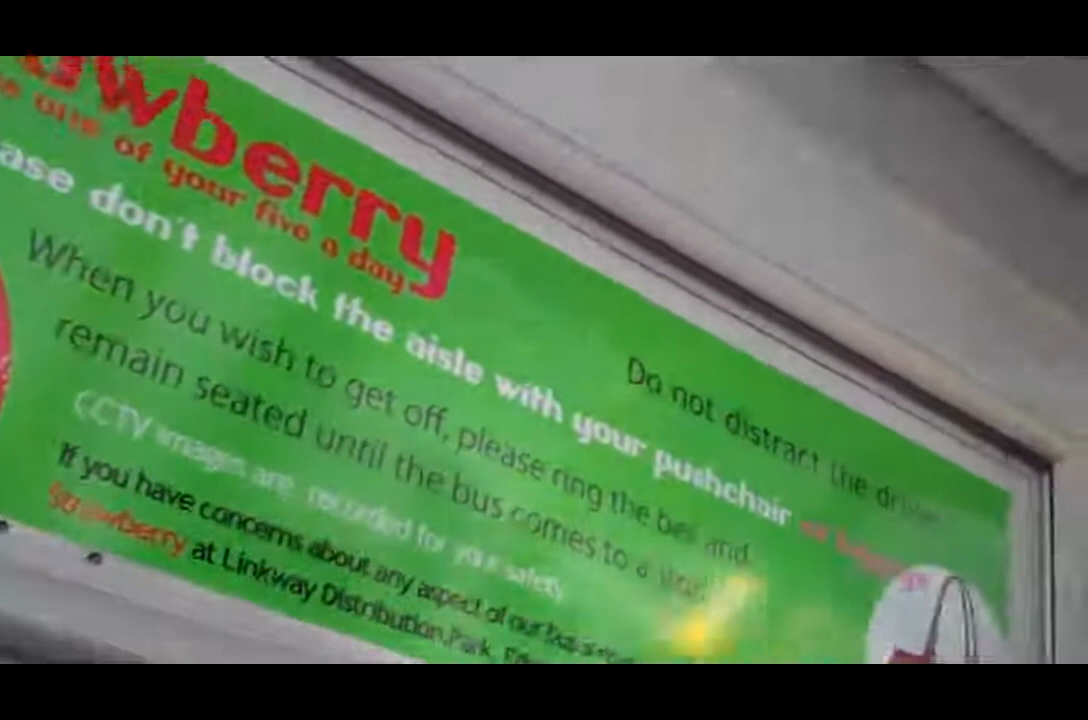 wberry
one of your five a day
ase don't block the aisle with your pushchair
Do not distract the driver
When you wish to get off, please ring the bell and
remain seated until the bus comes to a stop
CCTV images are recorded for your safety
If you have concerns about any aspect of our bus
Strawberry at Linkway Distribution Park,